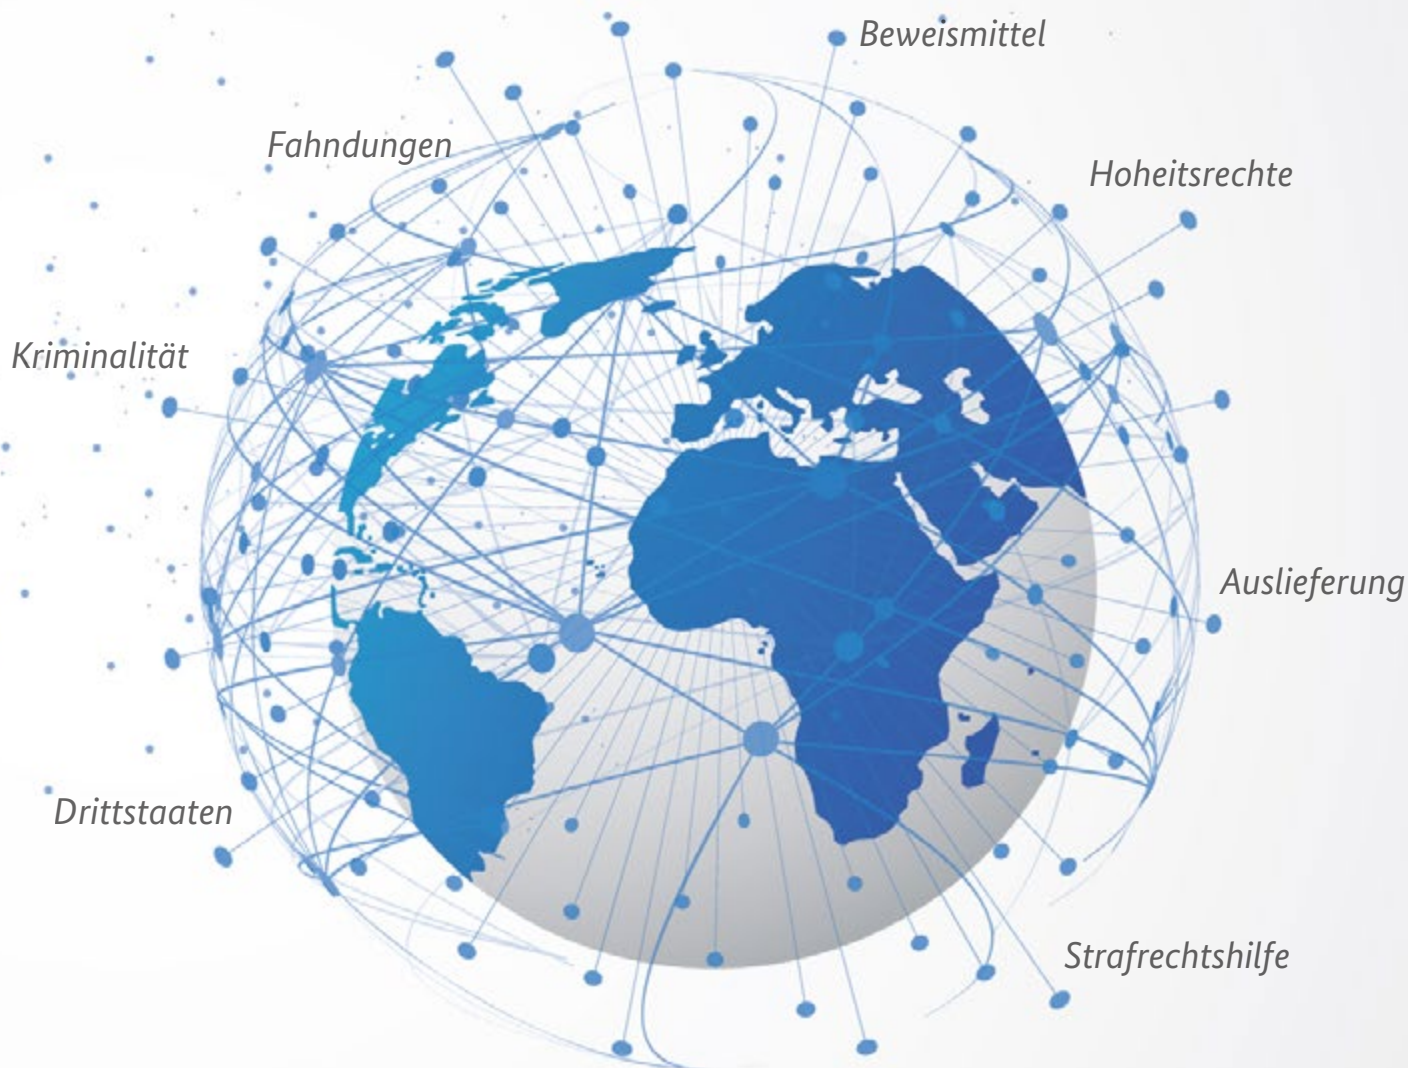 Beweismittel
Fahndungen
Hoheitsrechte
Kriminalität
Auslieferung
Drittstaaten
Strafrechtshilfe